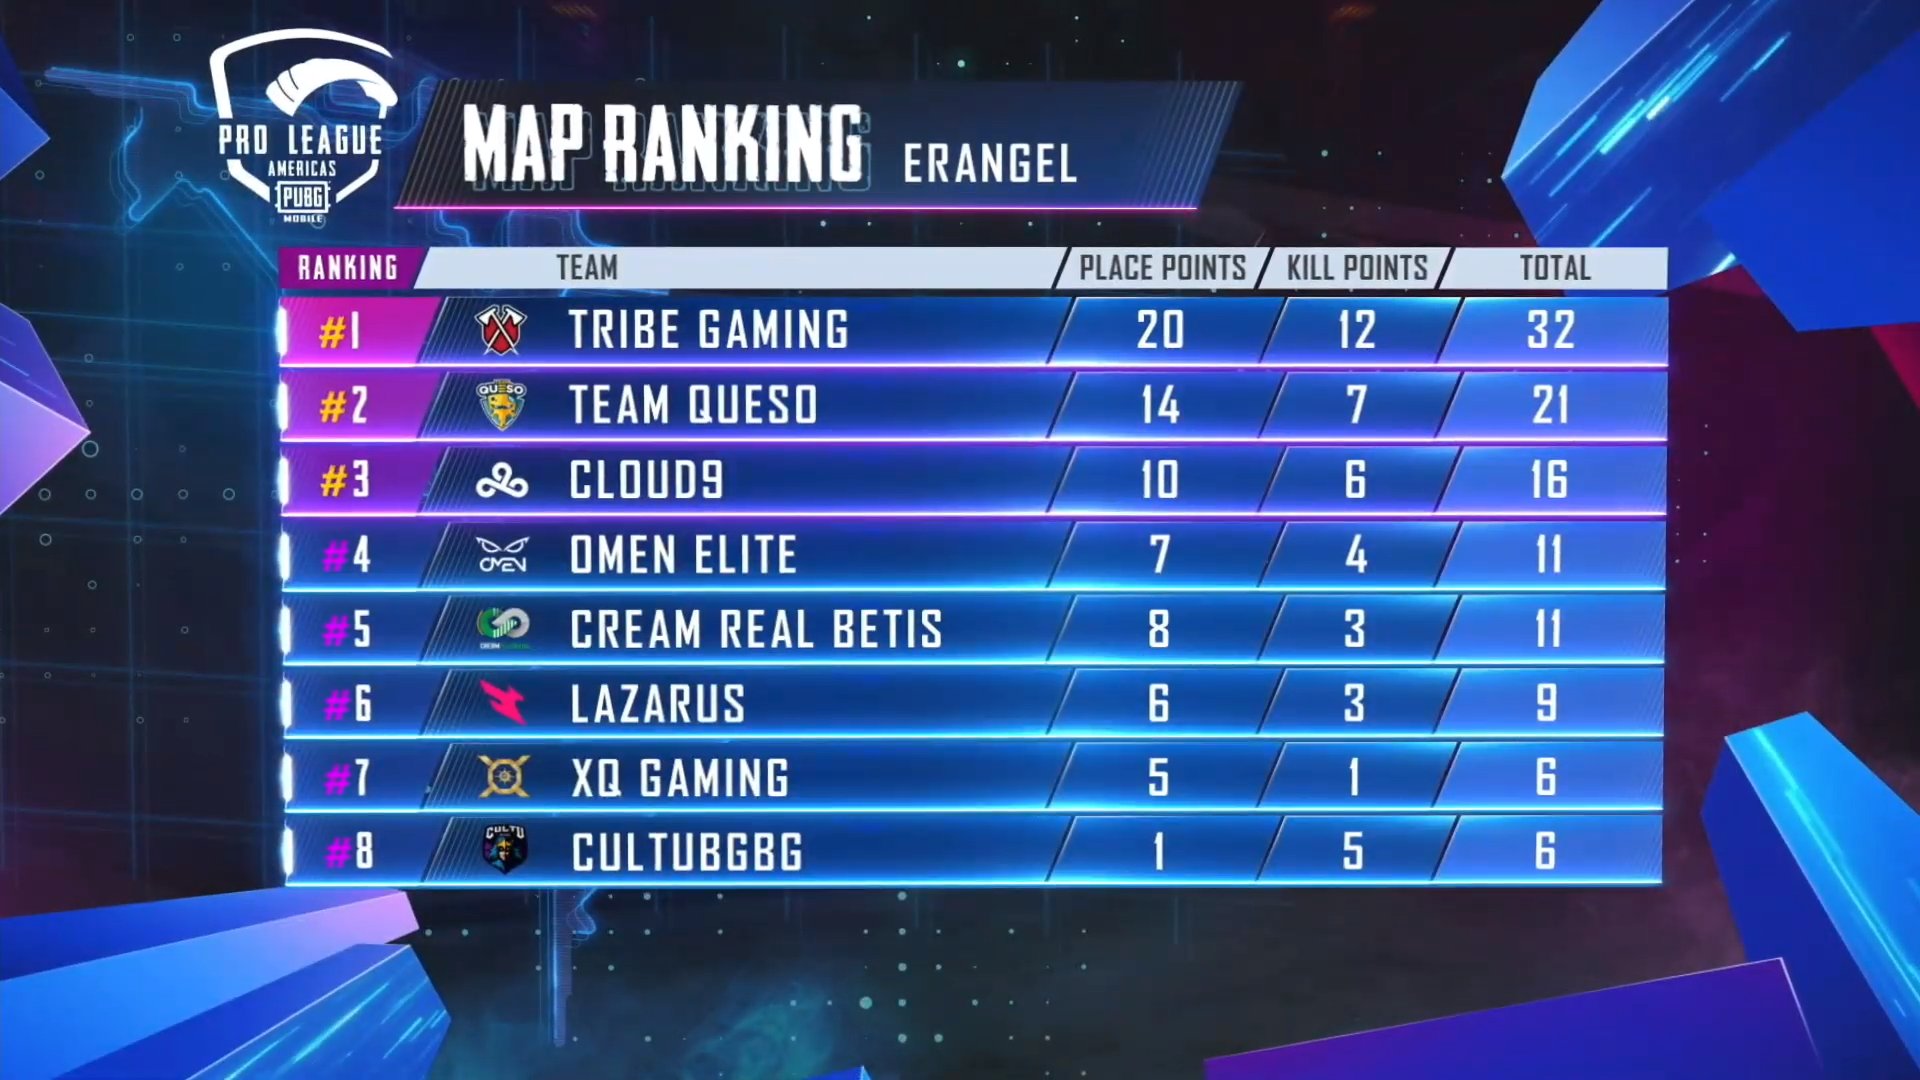 PRO LEAGUE
AMERICAS
PUBG
MOBILE
MAP RANKING ERANGEL
RANKING TEAM PLACE POINTS KILL POINTS TOTAL
#1 TRIBE GAMING 20 12 32
#2 QUESO TEAM QUESO 14 7 21
#3 CLOUD9 10 6 16
#4 OMEN OMEN ELITE 7 4 11
#5 CREAM REAL BETIS 8 3 11
#6 LAZARUS 6 3 9
#7 XQ GAMING 5 1 6
#8 CULTU CULTUBGBG 1 5 6